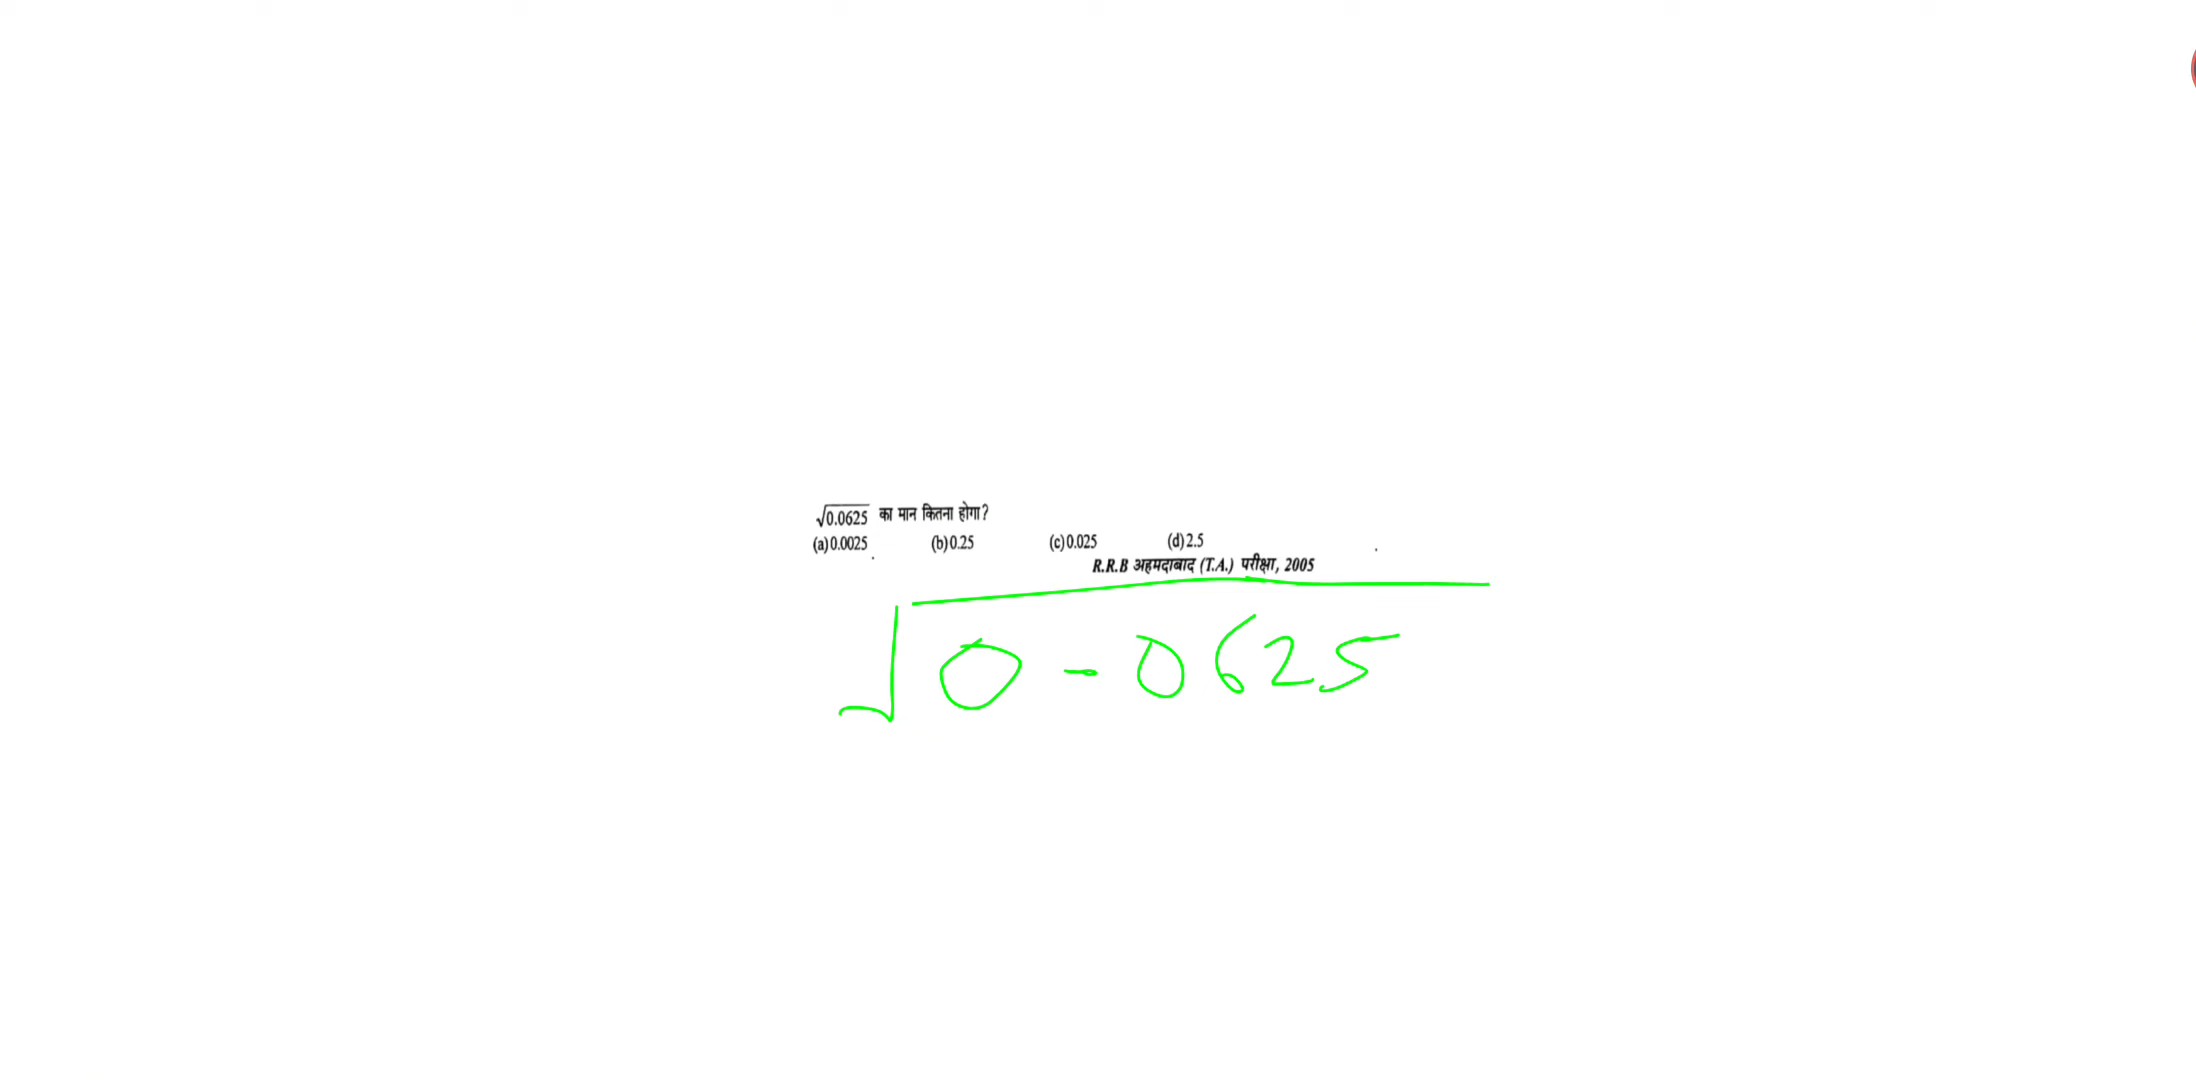 √0.0625 का मान कितना होगा?
(a) 0.0025 (b) 0.25 (c) 0.025 (d) 2.5
R.R.B अहमदाबाद (T.A.) परीक्षा, 2005
√0-0625